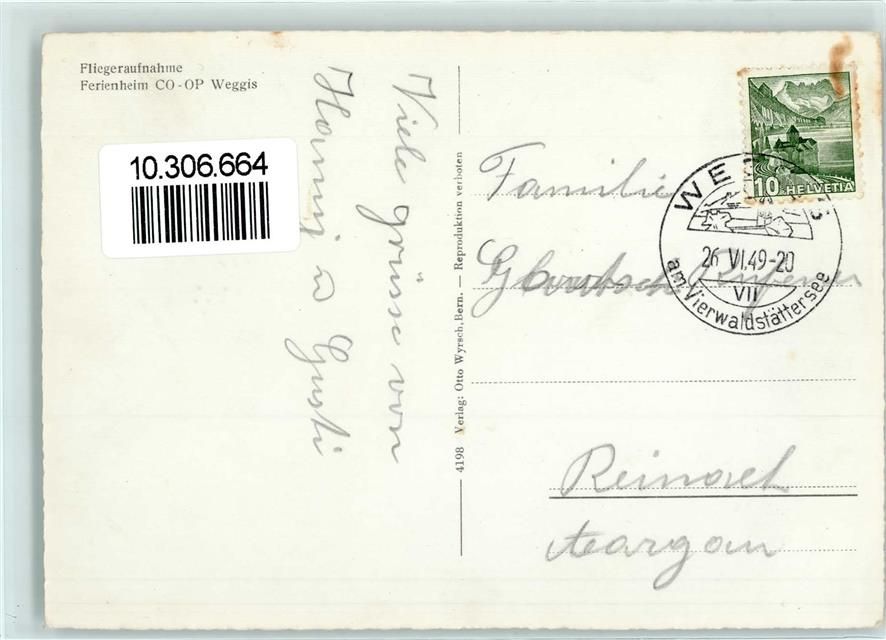 Fliegeraufnahme
Ferienheim CO-OP Weggis
10.306.664
Viele grüsse von
Hanny u Gusti
4198 Verlag: Otto Wyrsch, Bern. — Reproduktion verboten
10 HELVETIA
26 VI.49-20
VII
am Vierwaldstättersee
Familie
Reinach
Aargau